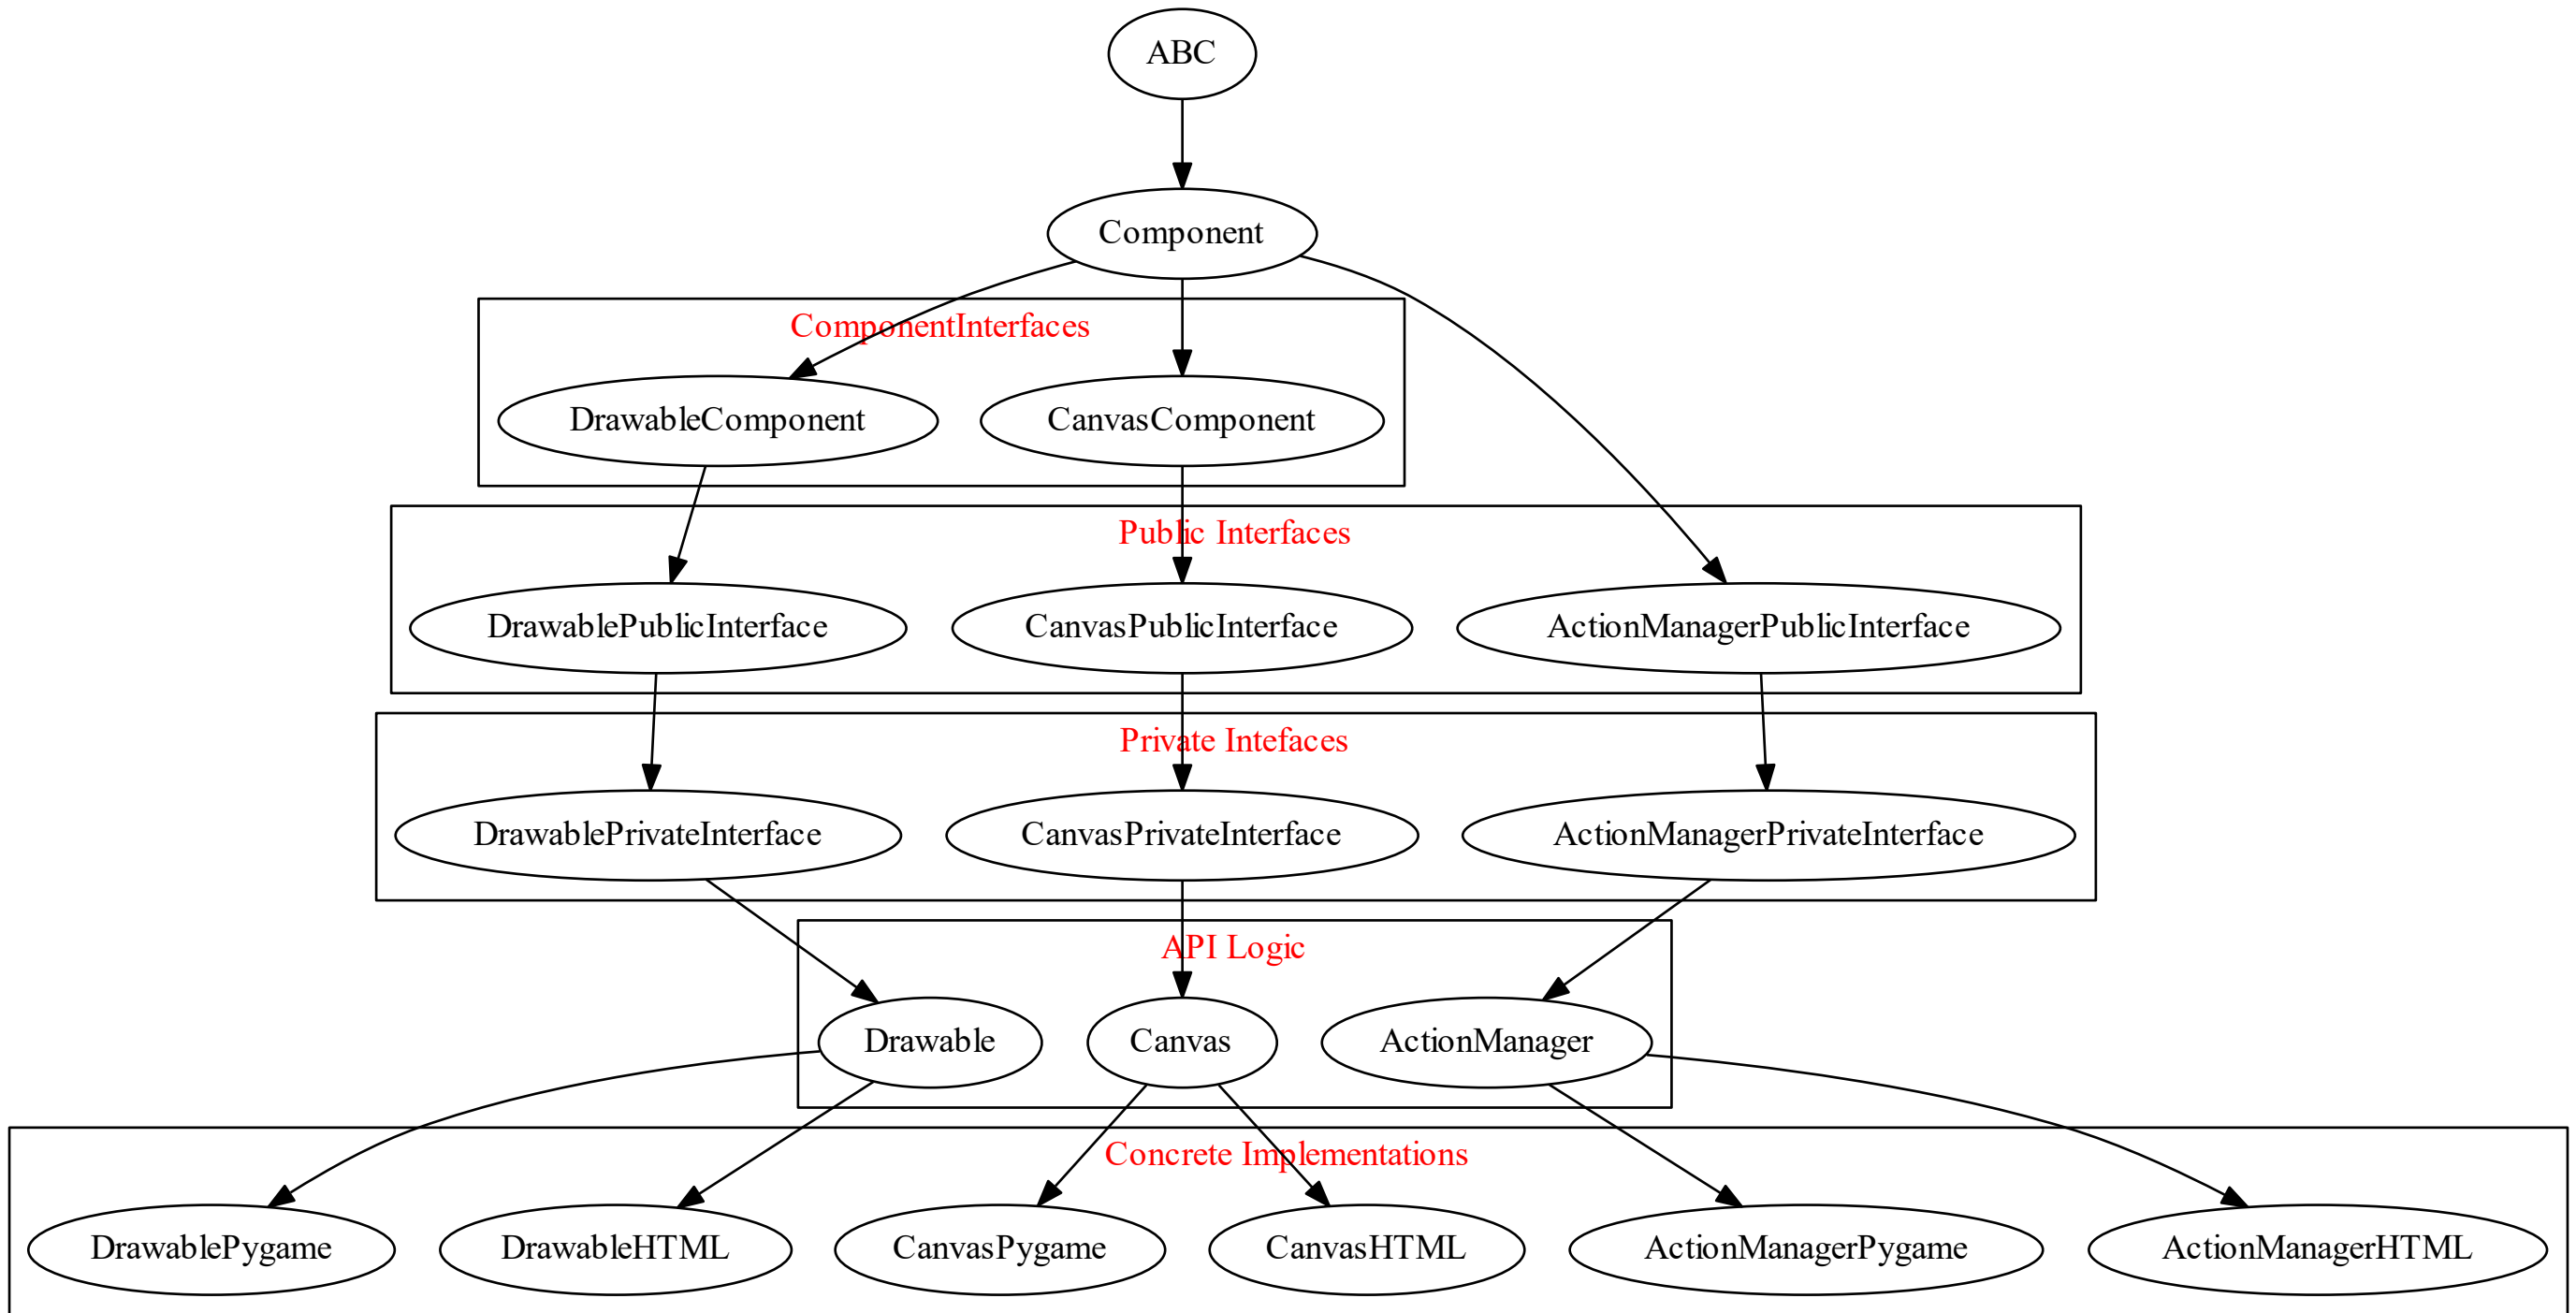 ABC
Component
ComponentInterfaces
DrawableComponent
CanvasComponent
Public Interfaces
DrawablePublicInterface
CanvasPublicInterface
ActionManagerPublicInterface
Private Intefaces
DrawablePrivateInterface
CanvasPrivateInterface
ActionManagerPrivateInterface
API Logic
Drawable
Canvas
ActionManager
Concrete Implementations
DrawablePygame
DrawableHTML
CanvasPygame
CanvasHTML
ActionManagerPygame
ActionManagerHTML